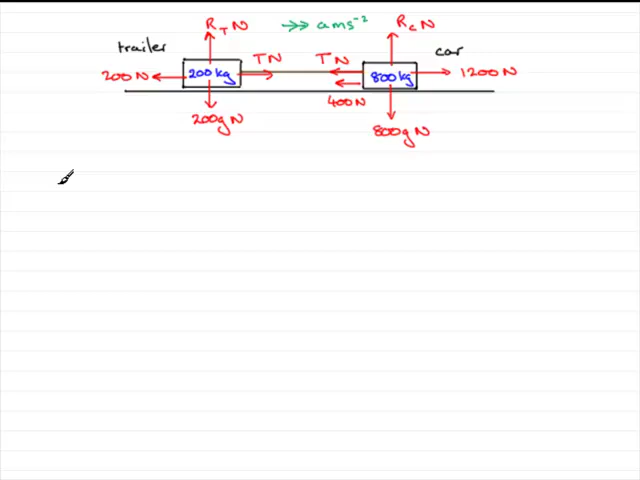 R_T N
a ms⁻²
R_C N
trailer
car
200 N
200 kg
T N
T N
800 kg
1200 N
400 N
200g N
800g N